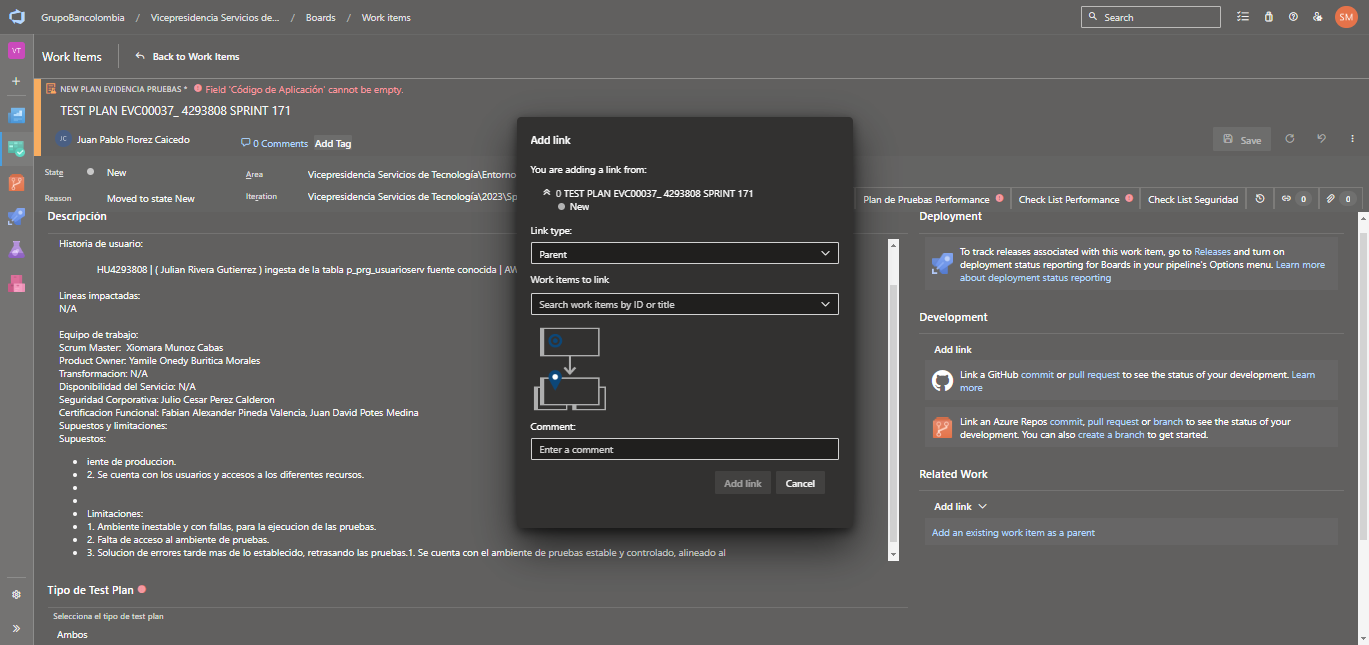 GrupoBancolombia / Vicepresidencia Servicios de... / Boards / Work items
Search
SM
VT
Work Items
Back to Work Items
NEW PLAN EVIDENCIA PRUEBAS * Field 'Código de Aplicación' cannot be empty.
TEST PLAN EVC00037_ 4293808 SPRINT 171
JC Juan Pablo Florez Caicedo
0 Comments
Add Tag
Save
State New
Area Vicepresidencia Servicios de Tecnología\Entorno
Reason Moved to state New
Iteration Vicepresidencia Servicios de Tecnología\2023\Sp
Plan de Pruebas Performance
Check List Performance
Check List Seguridad
0
0
Descripción
Historia de usuario:
HU4293808 | ( Julian Rivera Gutierrez ) ingesta de la tabla p_prg_usuarioserv fuente conocida | AW
Lineas impactadas:
N/A
Equipo de trabajo:
Scrum Master: Xiomara Munoz Cabas
Product Owner: Yamile Onedy Buritica Morales
Transformacion: N/A
Disponibilidad del Servicio: N/A
Seguridad Corporativa: Julio Cesar Perez Calderon
Certificacion Funcional: Fabian Alexander Pineda Valencia, Juan David Potes Medina
Supuestos y limitaciones:
Supuestos:
• iente de produccion.
• 2. Se cuenta con los usuarios y accesos a los diferentes recursos.
•
•
• Limitaciones:
• 1. Ambiente inestable y con fallas, para la ejecucion de las pruebas.
• 2. Falta de acceso al ambiente de pruebas.
• 3. Solucion de errores tarde mas de lo establecido, retrasando las pruebas.1. Se cuenta con el ambiente de pruebas estable y controlado, alineado al
Tipo de Test Plan
Selecciona el tipo de test plan
Ambos
Add link
You are adding a link from:
0 TEST PLAN EVC00037_ 4293808 SPRINT 171
New
Link type:
Parent
Work items to link
Search work items by ID or title
Comment:
Enter a comment
Add link
Cancel
Deployment
To track releases associated with this work item, go to Releases and turn on
deployment status reporting for Boards in your pipeline's Options menu. Learn more
about deployment status reporting
Development
Add link
Link a GitHub commit or pull request to see the status of your development. Learn
more
Link an Azure Repos commit, pull request or branch to see the status of your
development. You can also create a branch to get started.
Related Work
Add link
Add an existing work item as a parent